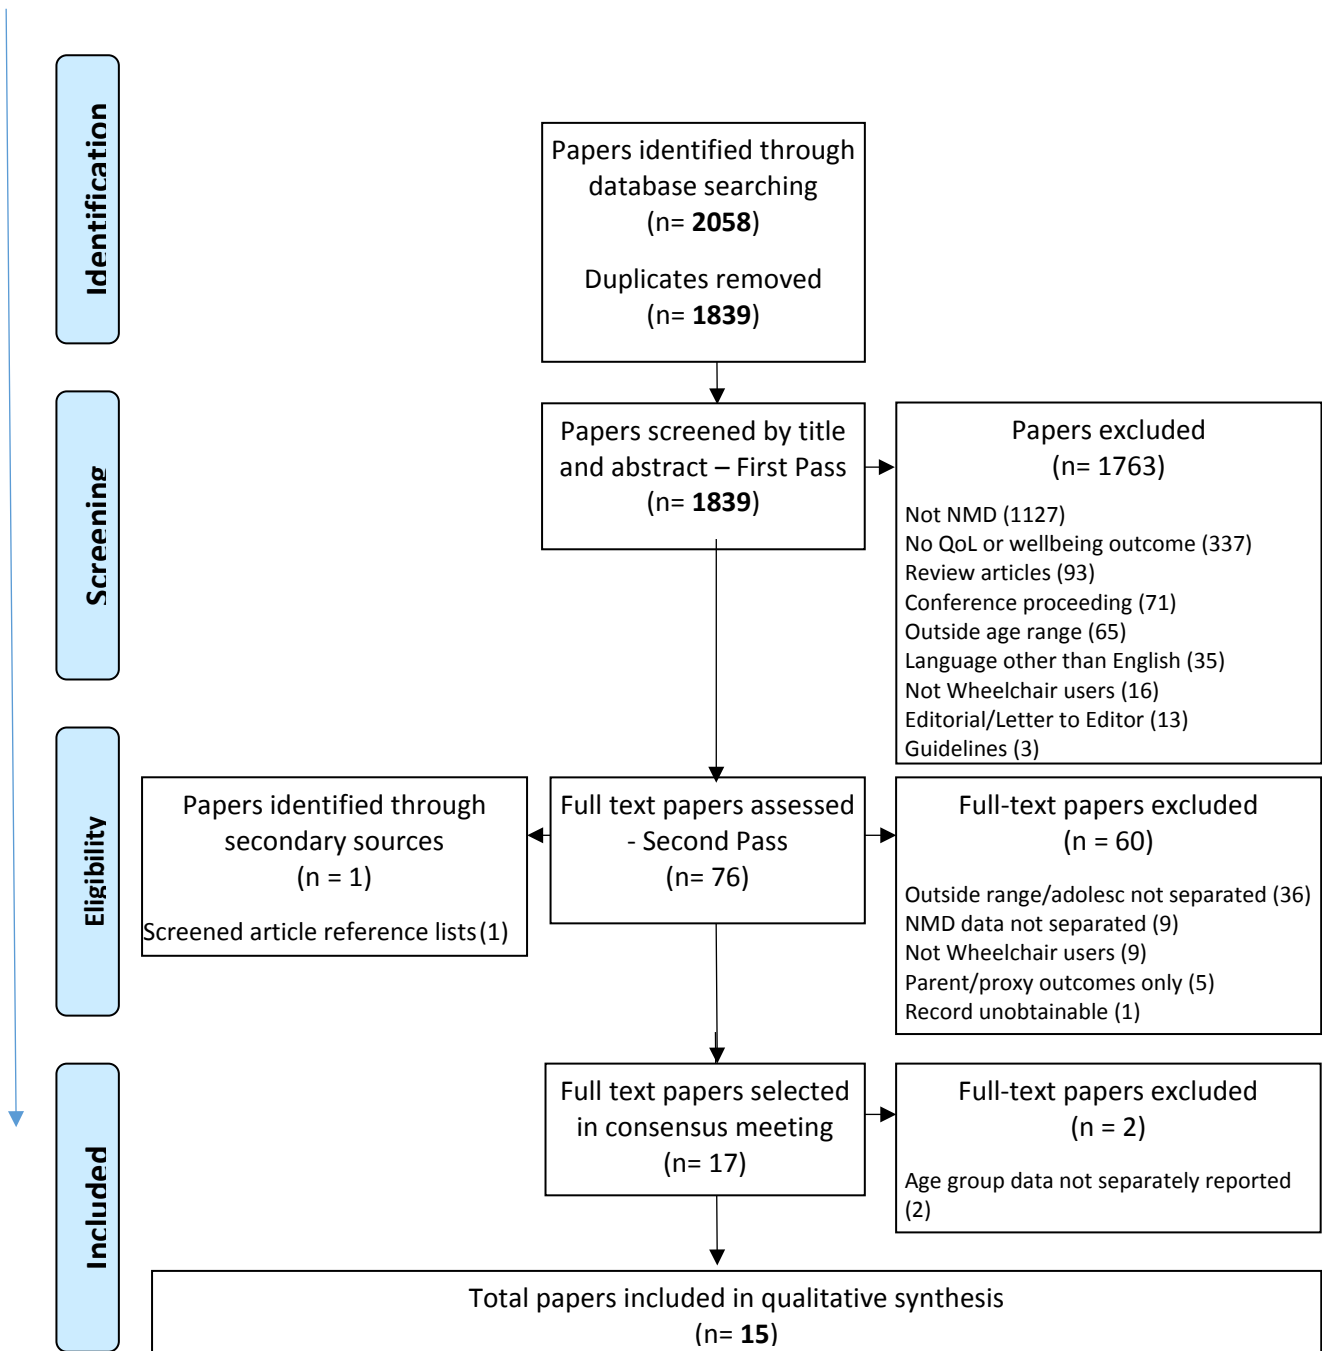 Identification
Papers identified through
database searching
(n= 2058)
Duplicates removed
(n= 1839)
Screening
Papers screened by title
and abstract – First Pass
(n= 1839)
Papers excluded
(n= 1763)
Not NMD (1127)
No QoL or wellbeing outcome (337)
Review articles (93)
Conference proceeding (71)
Outside age range (65)
Language other than English (35)
Not Wheelchair users (16)
Editorial/Letter to Editor (13)
Guidelines (3)
Eligibility
Papers identified through
secondary sources
(n = 1)
Screened article reference lists (1)
Full text papers assessed
- Second Pass
(n= 76)
Full-text papers excluded
(n = 60)
Outside range/adolesc not separated (36)
NMD data not separated (9)
Not Wheelchair users (9)
Parent/proxy outcomes only (5)
Record unobtainable (1)
Included
Full text papers selected
in consensus meeting
(n= 17)
Full-text papers excluded
(n = 2)
Age group data not separately reported
(2)
Total papers included in qualitative synthesis
(n= 15)